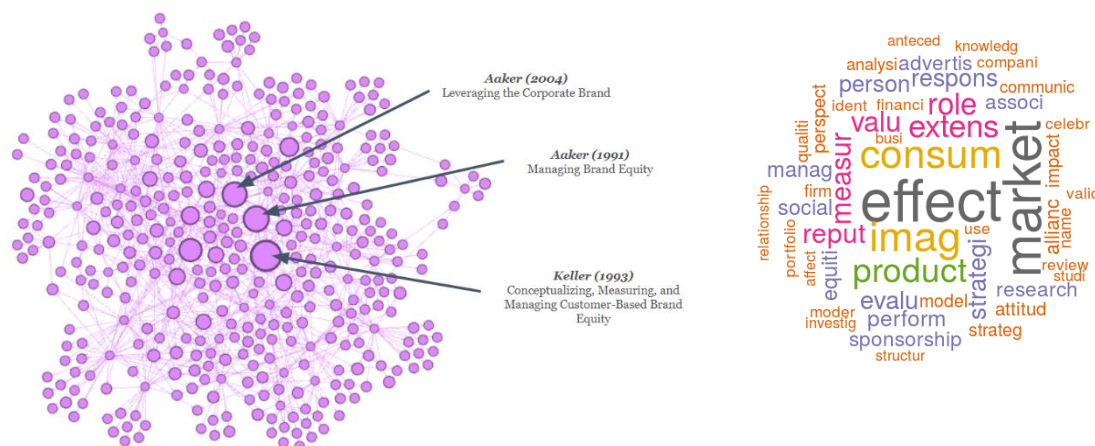 Aaker (2004)
Leveraging the Corporate Brand
Aaker (1991)
Managing Brand Equity
Keller (1993)
Conceptualizing, Measuring, and
Managing Customer-Based Brand
Equity
anteced
knowledg
analysi
advertis
compani
person
respons
communic
ident
financi
role
associ
perspect
qualiti
valu
busi
extens
celebr
measur
consum
market
impact
manag
firm
effect
valid
social
relationship
portfolio
reput
imag
use
allianc
name
affect
equiti
product
strategi
review
studi
evalu
model
research
moder
investig
perform
attitud
strateg
sponsorship
structur